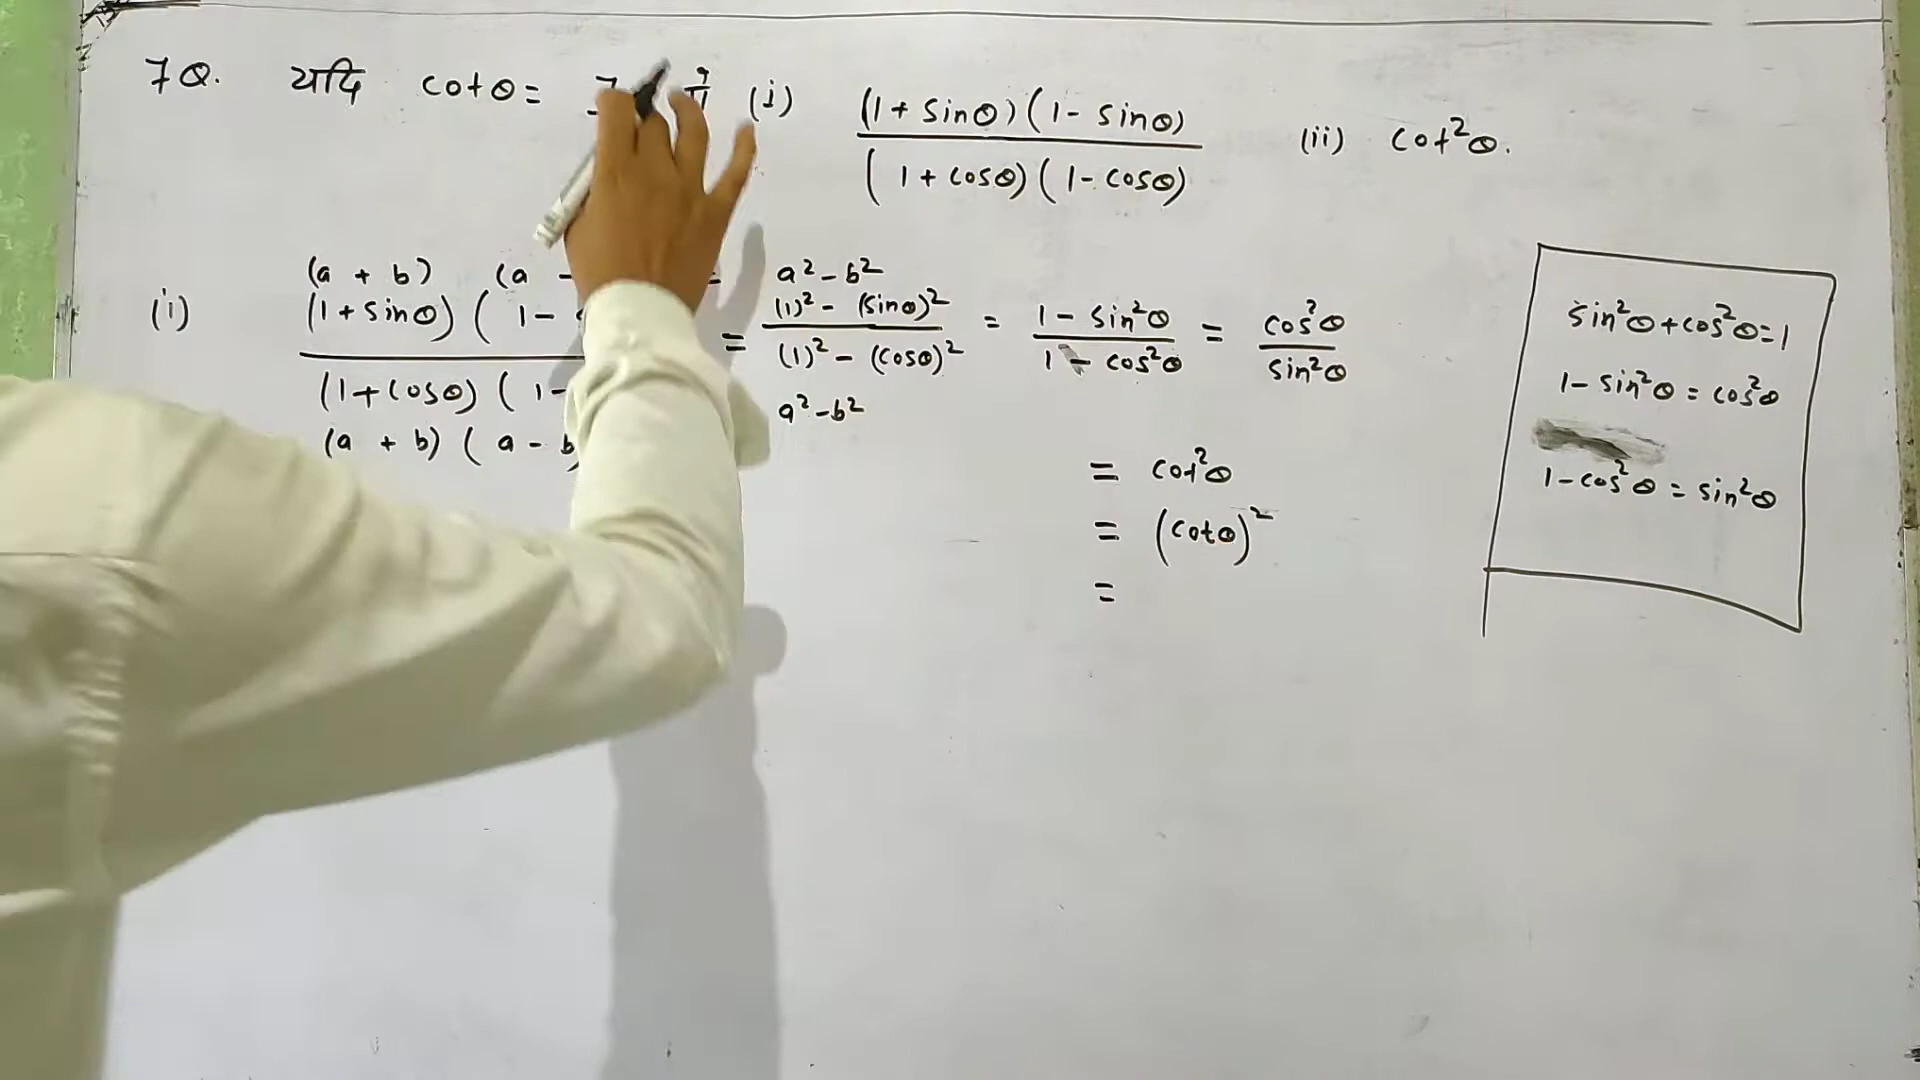 7Q. यदि cotθ = 7 (i) (1 + sinθ)(1 - sinθ) / (1 + cosθ)(1 - cosθ) (ii) cot²θ.
(a + b) (a - = a² - b²
(i) (1 + sinθ)(1 - = (1)² - (sinθ)² / (1)² - (cosθ)² = 1 - sin²θ / 1 - cos²θ = cos²θ / sin²θ
(1 + cosθ)(1 -
(a + b)(a - b a² - b²
= cot²θ
= (cotθ)²
=
sin²θ + cos²θ = 1
1 - sin²θ = cos²θ
1 - cos²θ = sin²θ